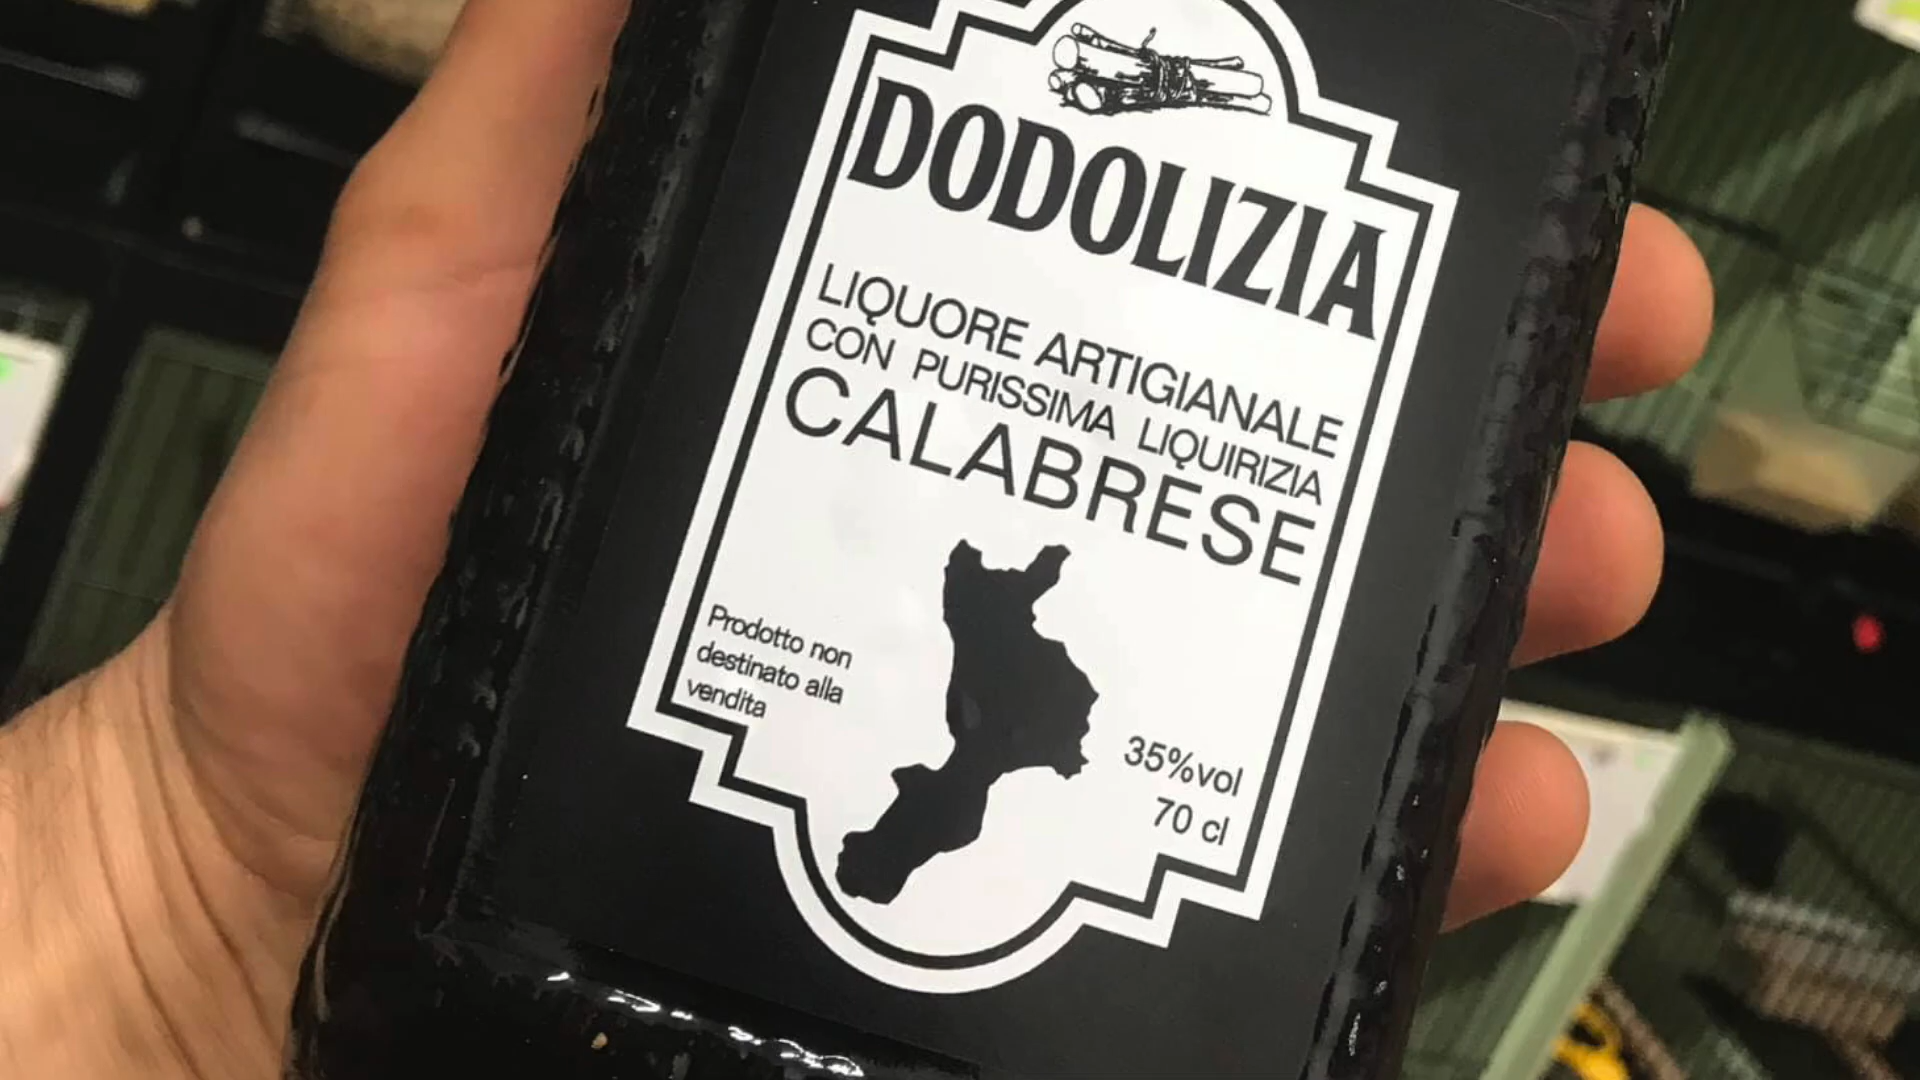 DODOLIZIA
LIQUORE ARTIGIANALE
CON PURISSIMA LIQUIRIZIA
CALABRESE
Prodotto non
destinato alla
vendita
35%vol
70 cl